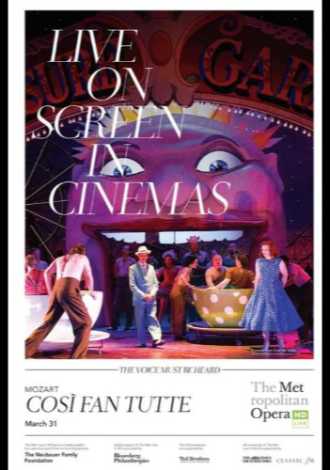 LIVE
ON
SCREEN
IN
CINEMAS
THE VOICE MUST BE HEARD
MOZART
COSÌ FAN TUTTE
March 31
The Met
ropolitan
Opera HD
LIVE
The Neubauer Family
Foundation
Bloomberg
Philanthropies
Toll Brothers